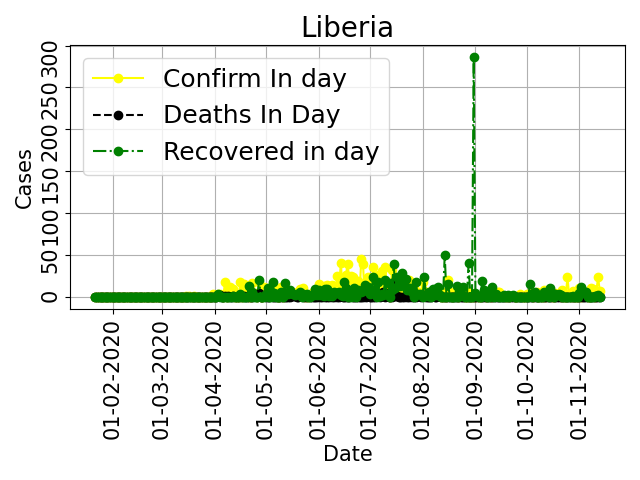 Liberia
Confirm In day
Deaths In Day
Recovered in day
Cases
300
250
200
150
100
50
0
01-02-2020
01-03-2020
01-04-2020
01-05-2020
01-06-2020
01-07-2020
01-08-2020
01-09-2020
01-10-2020
01-11-2020
Date